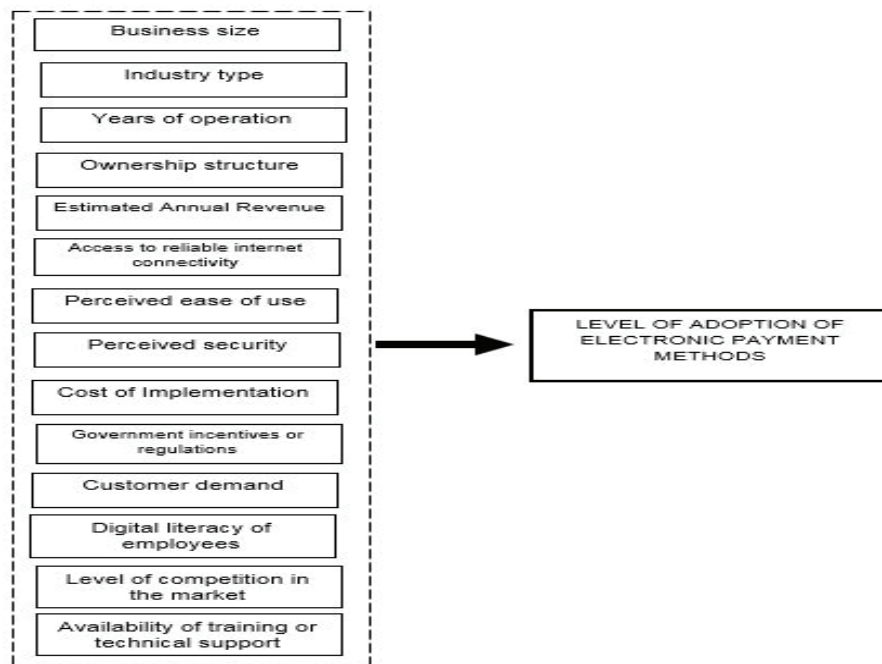 Business size
Industry type
Years of operation
Ownership structure
Estimated Annual Revenue
Access to reliable internet
connectivity
Perceived ease of use
Perceived security
Cost of Implementation
Government incentives or
regulations
Customer demand
Digital literacy of
employees
Level of competition in
the market
Availability of training or
technical support
LEVEL OF ADOPTION OF
ELECTRONIC PAYMENT
METHODS